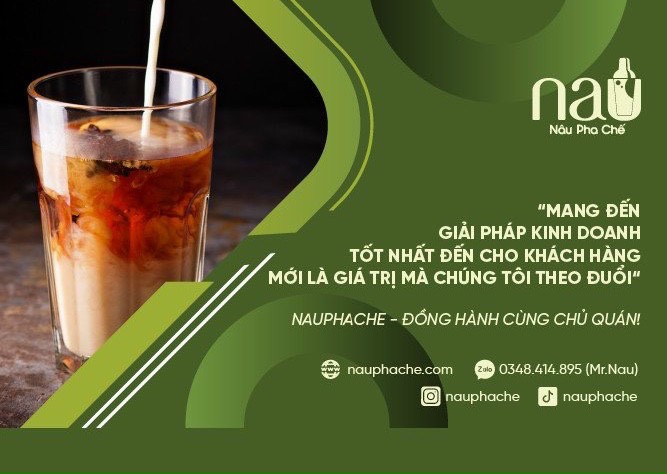 nau
Nâu Pha Chế
“MANG ĐẾN
GIẢI PHÁP KINH DOANH
TỐT NHẤT ĐẾN CHO KHÁCH HÀNG
MỚI LÀ GIÁ TRỊ MÀ CHÚNG TÔI THEO ĐUỔI“
NAUPHACHE - ĐỒNG HÀNH CÙNG CHỦ QUÁN!
www nauphache.com Zalo 0348.414.895 (Mr.Nau)
nauphache nauphache